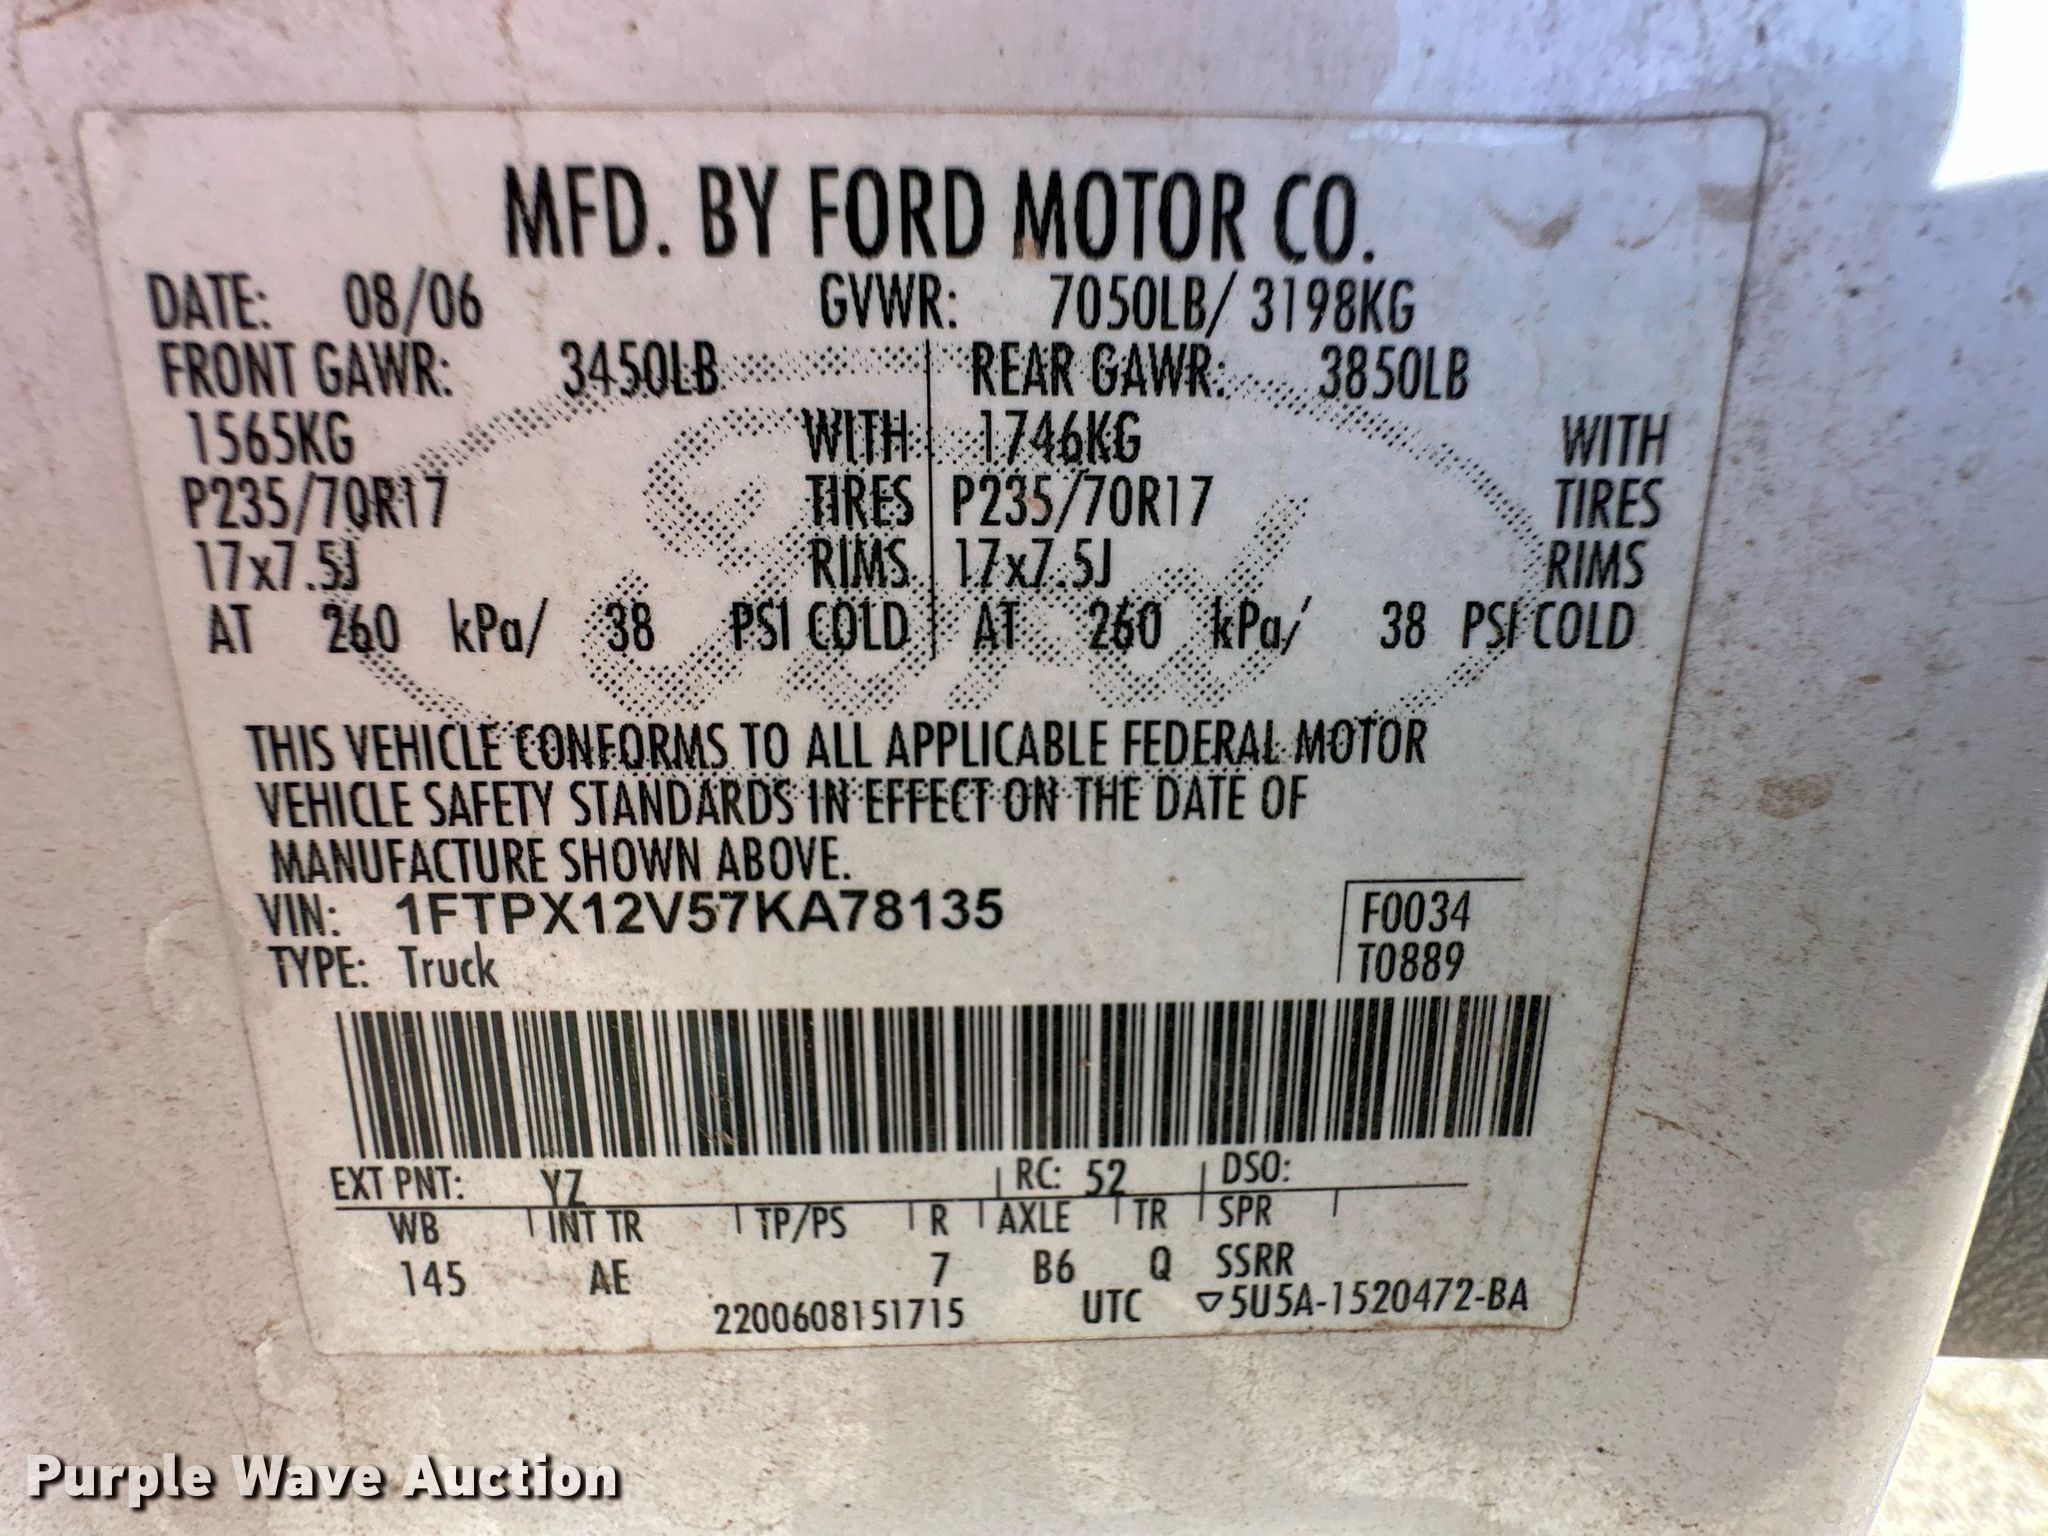 MFD. BY FORD MOTOR CO.
DATE: 08/06 GVWR: 7050LB/ 3198KG
FRONT GAWR: 3450LB REAR GAWR: 3850LB
1565KG WITH 1746KG WITH
P235/70R17 TIRES P235/70R17 TIRES
17x7.5J RIMS 17x7.5J RIMS
AT 260 kPa/ 38 PSI COLD AT 260 kPa/ 38 PSI COLD
THIS VEHICLE CONFORMS TO ALL APPLICABLE FEDERAL MOTOR
VEHICLE SAFETY STANDARDS IN EFFECT ON THE DATE OF
MANUFACTURE SHOWN ABOVE.
VIN: 1FTPX12V57KA78135 F0034
TYPE: Truck T0889
EXT PNT: YZ RC: 52 DSO:
WB INT TR TP/PS R AXLE TR SPR
145 AE 7 B6 Q SSRR
2200608151715 UTC ▽5U5A-1520472-BA
Purple Wave Auction